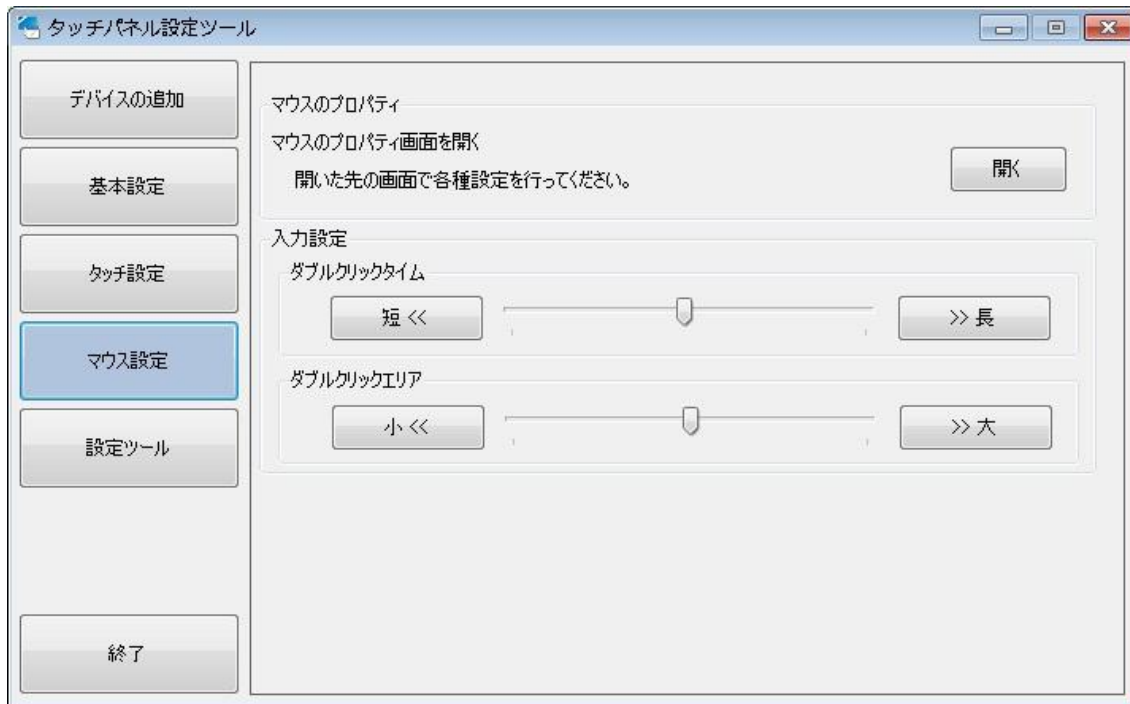 タッチパネル設定ツール
デバイスの追加
基本設定
タッチ設定
マウス設定
設定ツール
終了
マウスのプロパティ
マウスのプロパティ画面を開く
開いた先の画面で各種設定を行ってください。
開く
入力設定
ダブルクリックタイム
短 <<
>> 長
ダブルクリックエリア
小 <<
>> 大